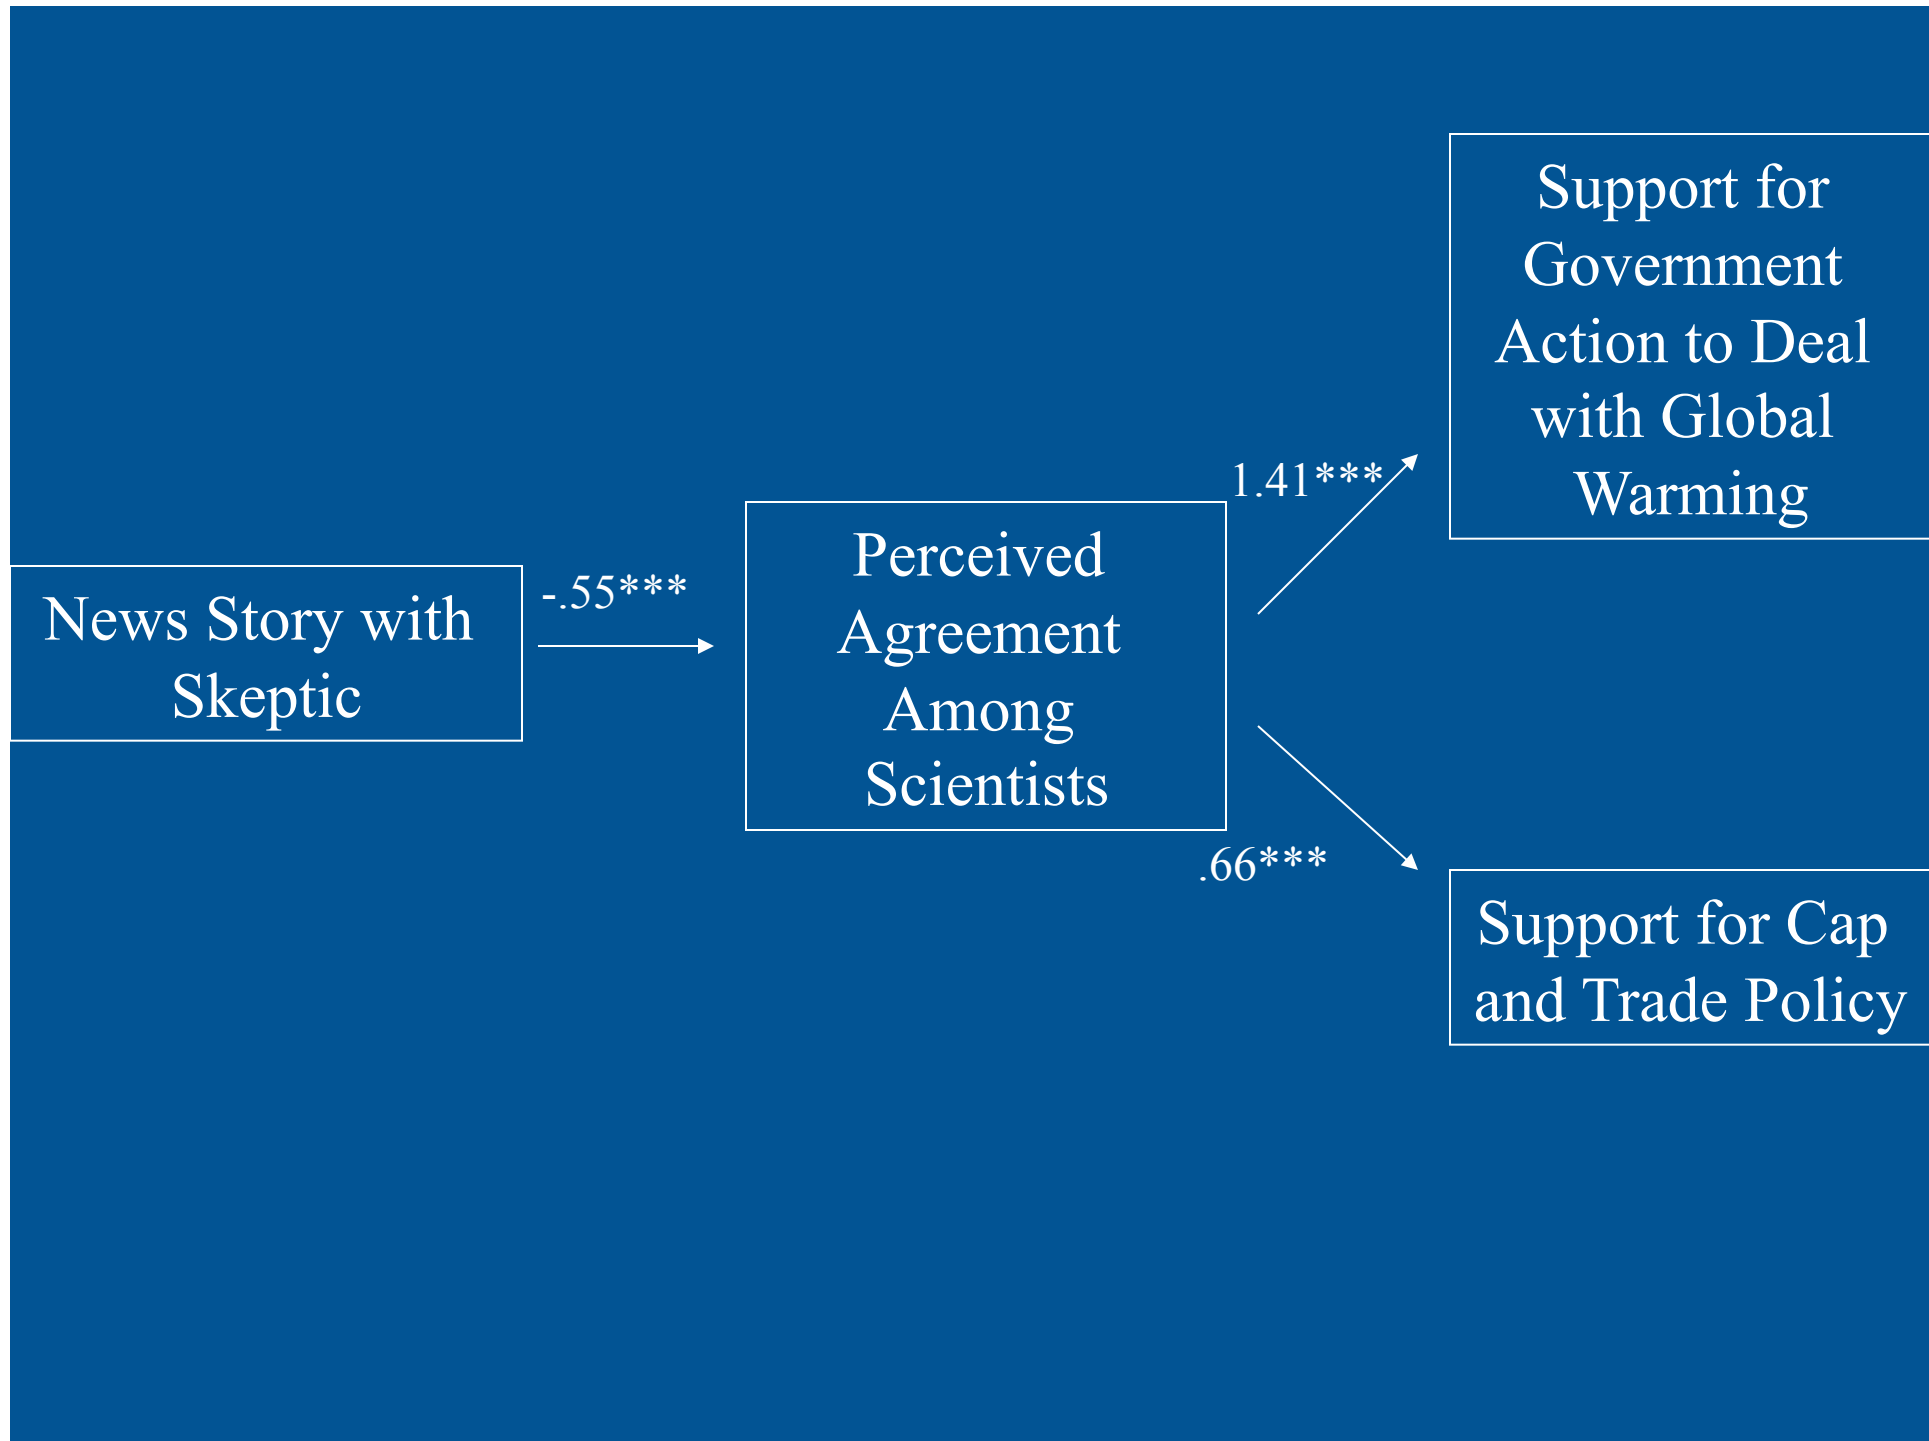 News Story with
Skeptic
-.55***
Perceived
Agreement
Among
Scientists
1.41***
Support for
Government
Action to Deal
with Global
Warming
.66***
Support for Cap
and Trade Policy